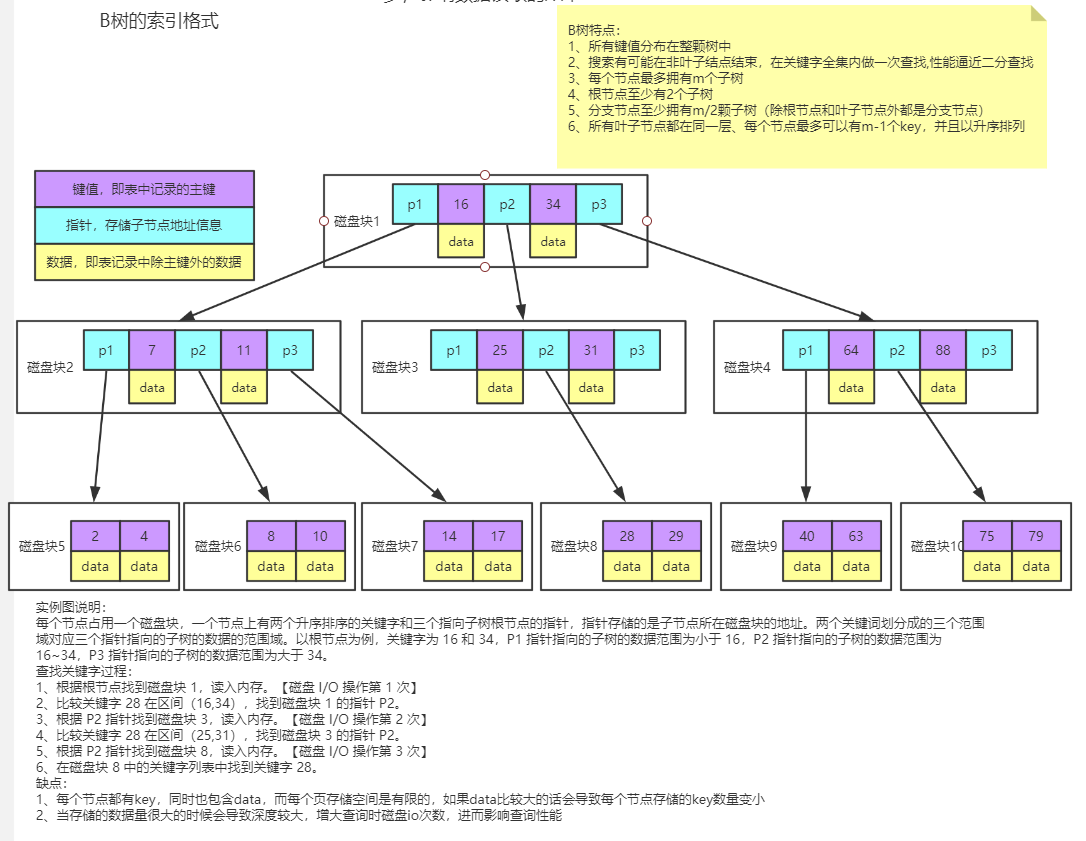 B树的索引格式
B树特点：
1、所有键值分布在整颗树中
2、搜索有可能在非叶子结点结束，在关键字全集内做一次查找,性能逼近二分查找
3、每个节点最多拥有m个子树
4、根节点至少有2个子树
5、分支节点至少拥有m/2颗子树（除根节点和叶子节点外都是分支节点）
6、所有叶子节点都在同一层、每个节点最多可以有m-1个key，并且以升序排列
键值，即表中记录的主键
指针，存储子节点地址信息
数据，即表记录中除主键外的数据
磁盘块1
p1 16 p2 34 p3
data data
磁盘块2
p1 7 p2 11 p3
data data
磁盘块3
p1 25 p2 31 p3
data data
磁盘块4
p1 64 p2 88 p3
data data
磁盘块5
2 4
data data
磁盘块6
8 10
data data
磁盘块7
14 17
data data
磁盘块8
28 29
data data
磁盘块9
40 63
data data
磁盘块10
75 79
data data
实例图说明：
每个节点占用一个磁盘块，一个节点上有两个升序排序的关键字和三个指向子树根节点的指针，指针存储的是子节点所在磁盘块的地址。两个关键词划分成的三个范围
域对应三个指针指向的子树的数据的范围域。以根节点为例，关键字为 16 和 34，P1 指针指向的子树的数据范围为小于 16，P2 指针指向的子树的数据范围为
16~34，P3 指针指向的子树的数据范围为大于 34。
查找关键字过程：
1、根据根节点找到磁盘块 1，读入内存。【磁盘 I/O 操作第 1 次】
2、比较关键字 28 在区间（16,34），找到磁盘块 1 的指针 P2。
3、根据 P2 指针找到磁盘块 3，读入内存。【磁盘 I/O 操作第 2 次】
4、比较关键字 28 在区间（25,31），找到磁盘块 3 的指针 P2。
5、根据 P2 指针找到磁盘块 8，读入内存。【磁盘 I/O 操作第 3 次】
6、在磁盘块 8 中的关键字列表中找到关键字 28。
缺点：
1、每个节点都有key，同时也包含data，而每个页存储空间是有限的，如果data比较大的话会导致每个节点存储的key数量变小
2、当存储的数据量很大的时候会导致深度较大，增大查询时磁盘io次数，进而影响查询性能